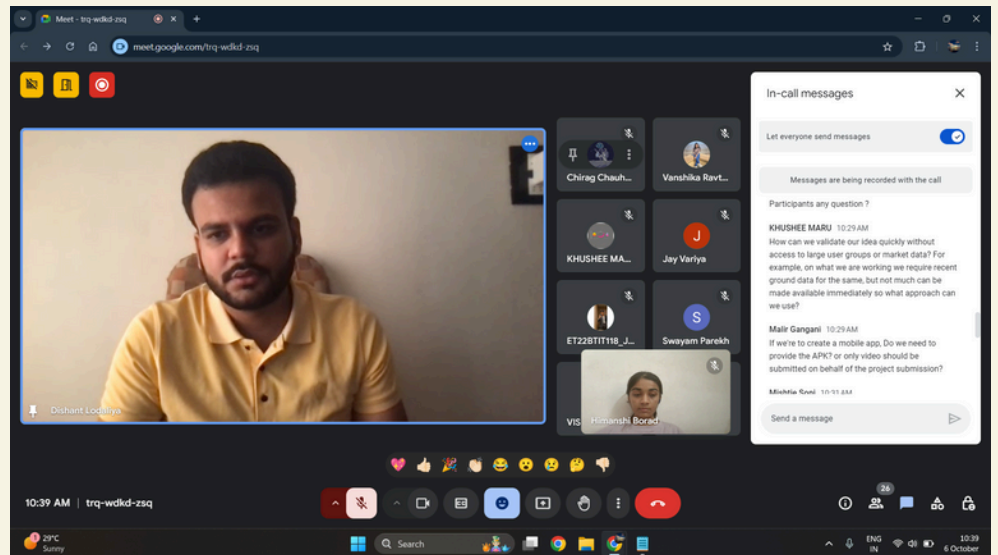 Meet - trq-wdkd-zsq
meet.google.com/trq-wdkd-zsq
In-call messages
Let everyone send messages
Messages are being recorded with the call
Participants any question ?
KHUSHEE MARU 10:29 AM
How can we validate our idea quickly without
access to large user groups or market data? For
example, on what we are working we require recent
ground data for the same, but not much can be
made available immediately so what approach can
we use?
Malir Gangani 10:29 AM
If we're to create a mobile app, Do we need to
provide the APK? or only video should be
submitted on behalf of the project submission?
Mishtie Soni 10:31 AM
Send a message
Chirag Chauh...
Vanshika Ravt...
KHUSHEE MA...
J
Jay Variya
ET22BTIT118_J...
S
Swayam Parekh
VIS
Himanshi Borad
Dishant Lodaliya
10:39 AM | trq-wdkd-zsq
26
29°C
Sunny
Search
ENG
IN
10:39
6 October